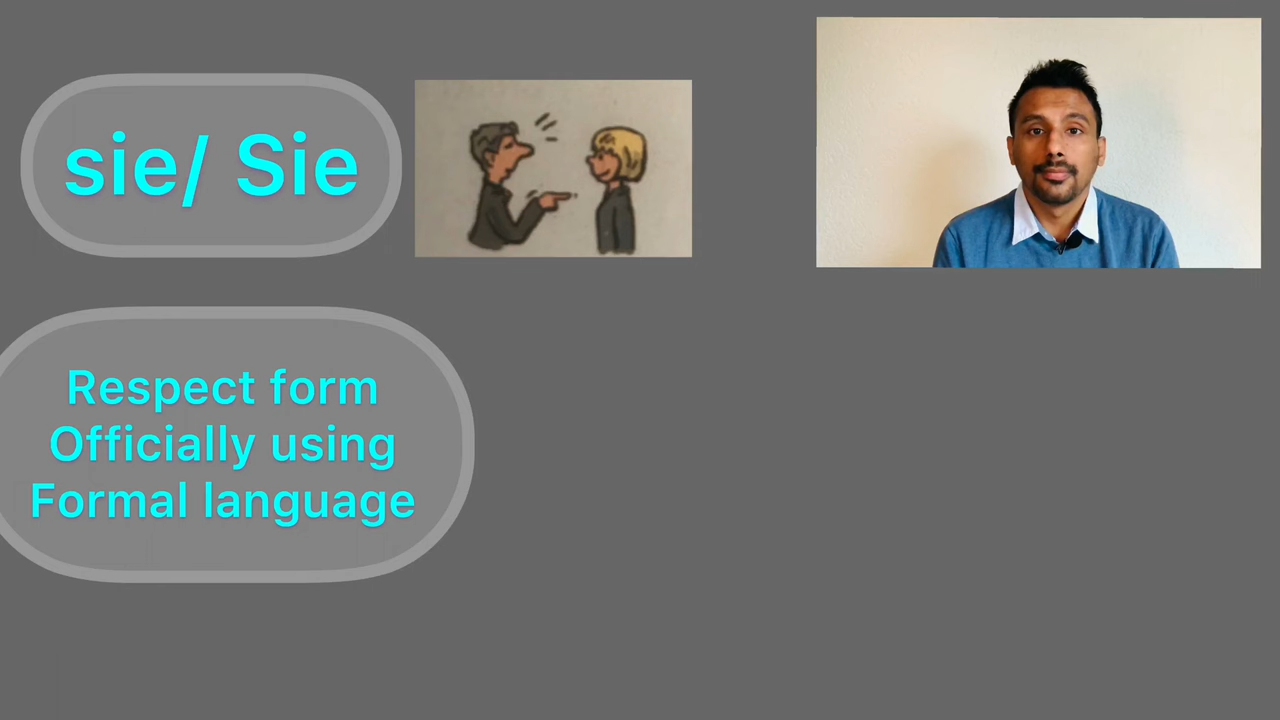 sie/ Sie
Respect form
Officially using
Formal language